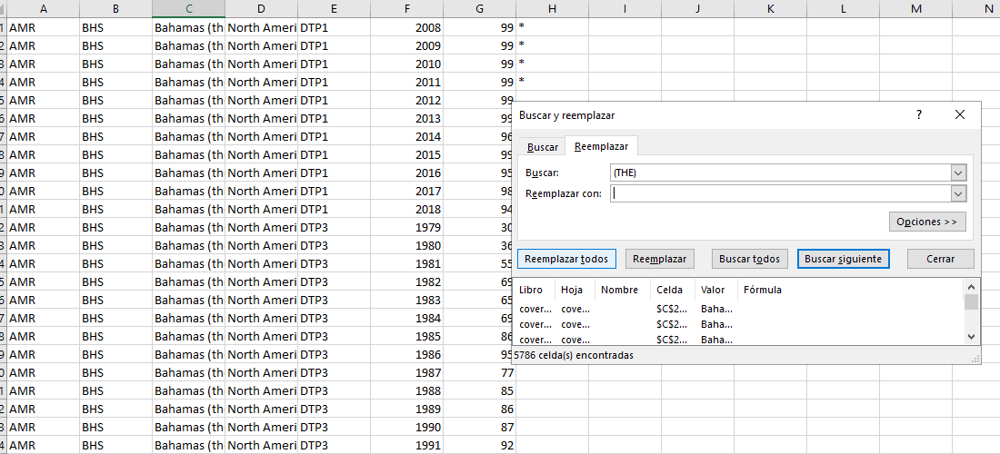 A B C D E F G H I J K L M N
1 AMR BHS Bahamas (th North Ameri DTP1 2008 99 *
2 AMR BHS Bahamas (th North Ameri DTP1 2009 99 *
3 AMR BHS Bahamas (th North Ameri DTP1 2010 99 *
4 AMR BHS Bahamas (th North Ameri DTP1 2011 99 *
5 AMR BHS Bahamas (th North Ameri DTP1 2012 99
6 AMR BHS Bahamas (th North Ameri DTP1 2013 99
7 AMR BHS Bahamas (th North Ameri DTP1 2014 96
8 AMR BHS Bahamas (th North Ameri DTP1 2015 99
9 AMR BHS Bahamas (th North Ameri DTP1 2016 95
0 AMR BHS Bahamas (th North Ameri DTP1 2017 98
1 AMR BHS Bahamas (th North Ameri DTP1 2018 94
2 AMR BHS Bahamas (th North Ameri DTP3 1979 30
3 AMR BHS Bahamas (th North Ameri DTP3 1980 36
4 AMR BHS Bahamas (th North Ameri DTP3 1981 55
5 AMR BHS Bahamas (th North Ameri DTP3 1982 69
6 AMR BHS Bahamas (th North Ameri DTP3 1983 65
7 AMR BHS Bahamas (th North Ameri DTP3 1984 69
8 AMR BHS Bahamas (th North Ameri DTP3 1985 86
9 AMR BHS Bahamas (th North Ameri DTP3 1986 95
0 AMR BHS Bahamas (th North Ameri DTP3 1987 77
1 AMR BHS Bahamas (th North Ameri DTP3 1988 85
2 AMR BHS Bahamas (th North Ameri DTP3 1989 86
3 AMR BHS Bahamas (th North Ameri DTP3 1990 87
4 AMR BHS Bahamas (th North Ameri DTP3 1991 92
Buscar y reemplazar ?
Buscar Reemplazar
Buscar: (THE)
Reemplazar con:
Opciones >>
Reemplazar todos Reemplazar Buscar todos Buscar siguiente Cerrar
Libro Hoja Nombre Celda Valor Fórmula
cover... cove... $C$2... Baha...
cover... cove... $C$2... Baha...
cover... cove... $C$2... Baha...
5786 celda(s) encontradas